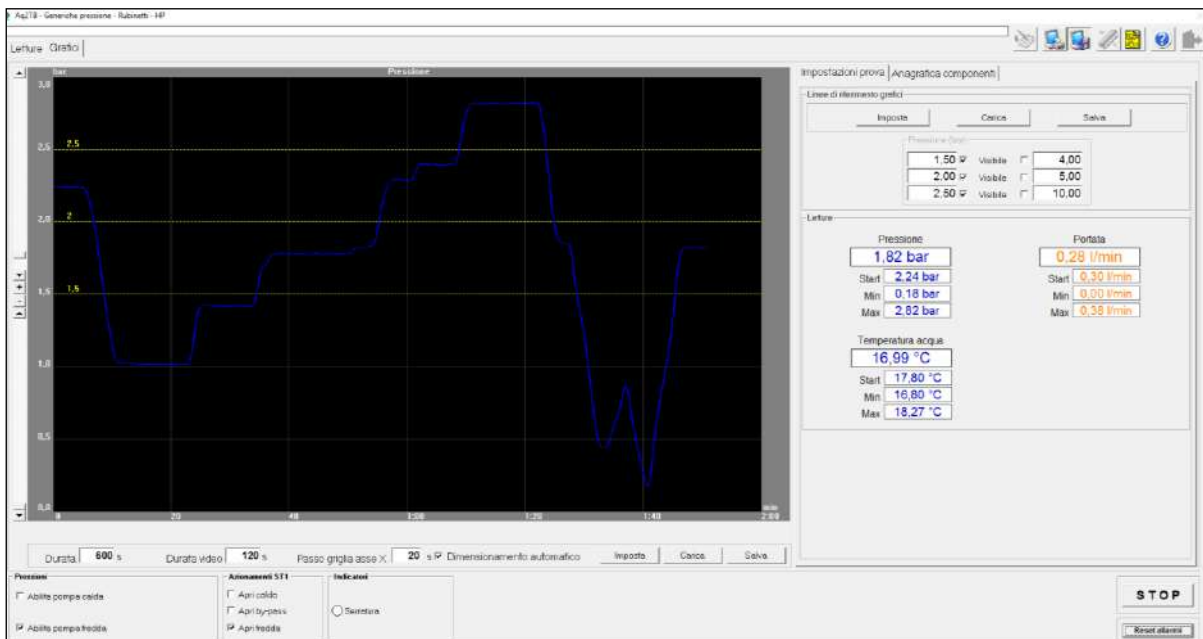 Aq218 - Generiche pressione - Rubinetti - HP
Letture Grafici
bar Pressione
3,0
2,5 2,5
2,0 2
1,5 1,5
1,0
0,5
0,0
0 20 40 1:00 1:20 1:40 2:00
Durata 600 s Durata video 120 s Passo griglia asse X 20 s Dimensionamento automatico Imposta Carica Salva
Impostazioni prova Anagrafica componenti
Linee di riferimento grafici
Imposta Carica Salva
Pressione (bar)
1,50 Visibile 4,00
2,00 Visibile 5,00
2,50 Visibile 10,00
Letture
Pressione Portata
1,82 bar 0,28 l/min
Start 2,24 bar Start 0,30 l/min
Min 0,18 bar Min 0,00 l/min
Max 2,82 bar Max 0,38 l/min
Temperatura acqua
16,99 °C
Start 17,80 °C
Min 16,80 °C
Max 18,27 °C
Pressioni Azionamenti ST1 Indicatori
Abilita pompa calda Apri calda
Apri by-pass Serratura
Abilita pompa fredda Apri fredda
STOP
Reset allarmi